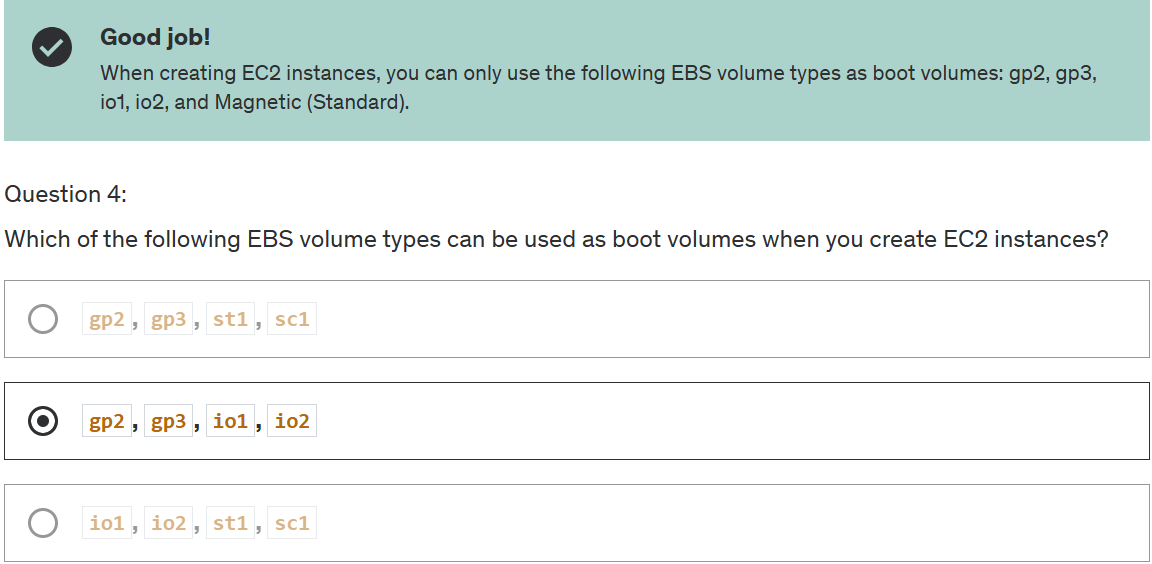 Good job!
When creating EC2 instances, you can only use the following EBS volume types as boot volumes: gp2, gp3,
io1, io2, and Magnetic (Standard).
Question 4:
Which of the following EBS volume types can be used as boot volumes when you create EC2 instances?
gp2, gp3, st1, sc1
gp2, gp3, io1, io2
io1, io2, st1, sc1